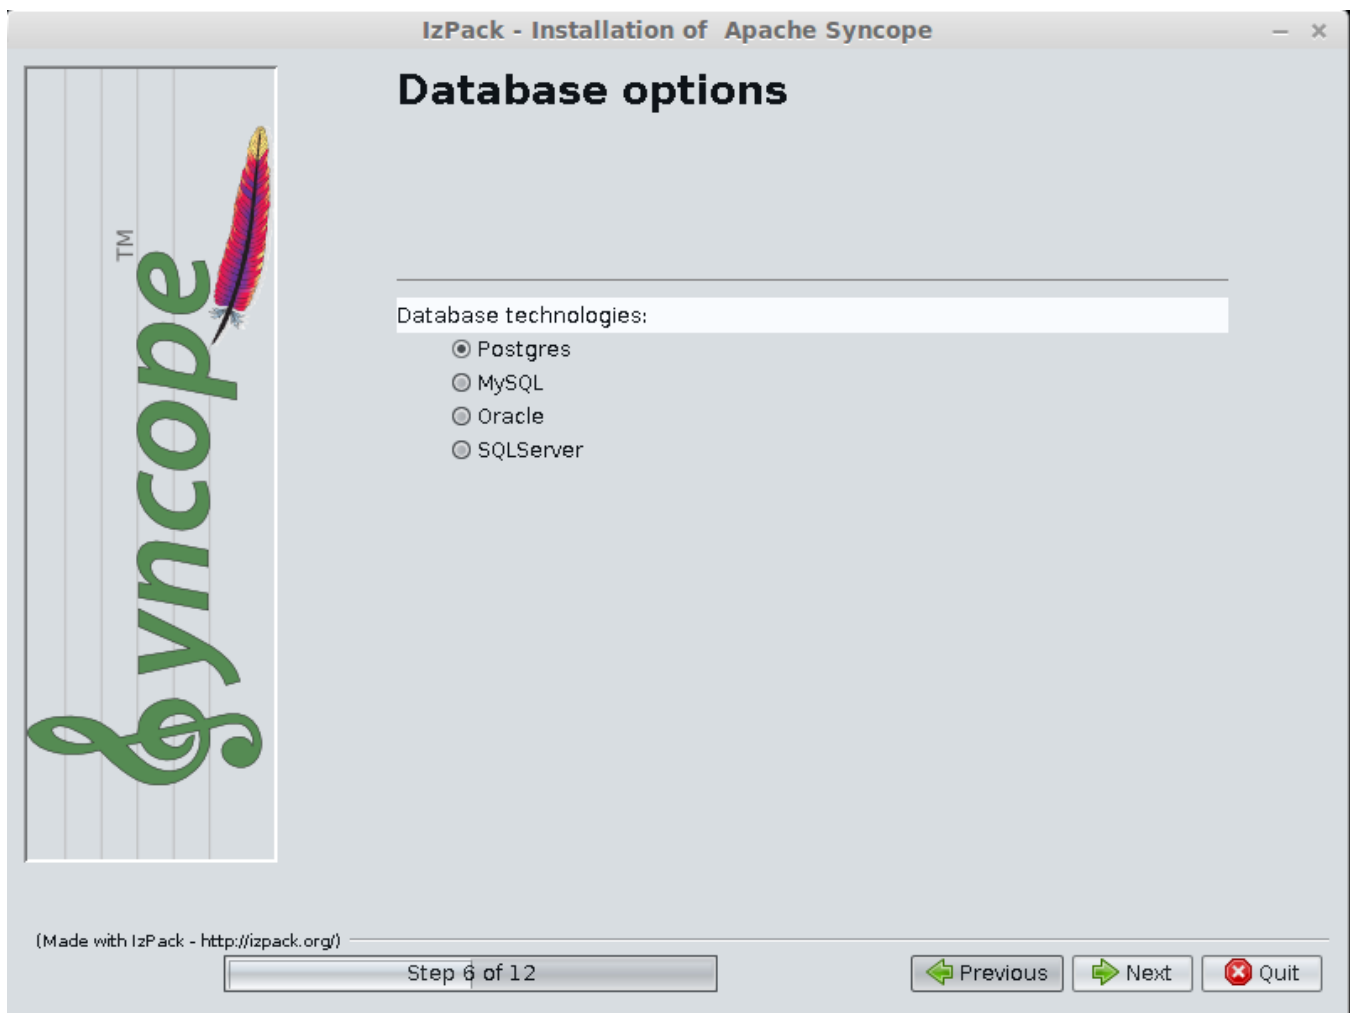 IzPack - Installation of  Apache Syncope
Database options
TM
Syncope
Database technologies:
Postgres
MySQL
Oracle
SQLServer
(Made with IzPack - http://izpack.org/)
Step 6 of 12
Previous
Next
Quit